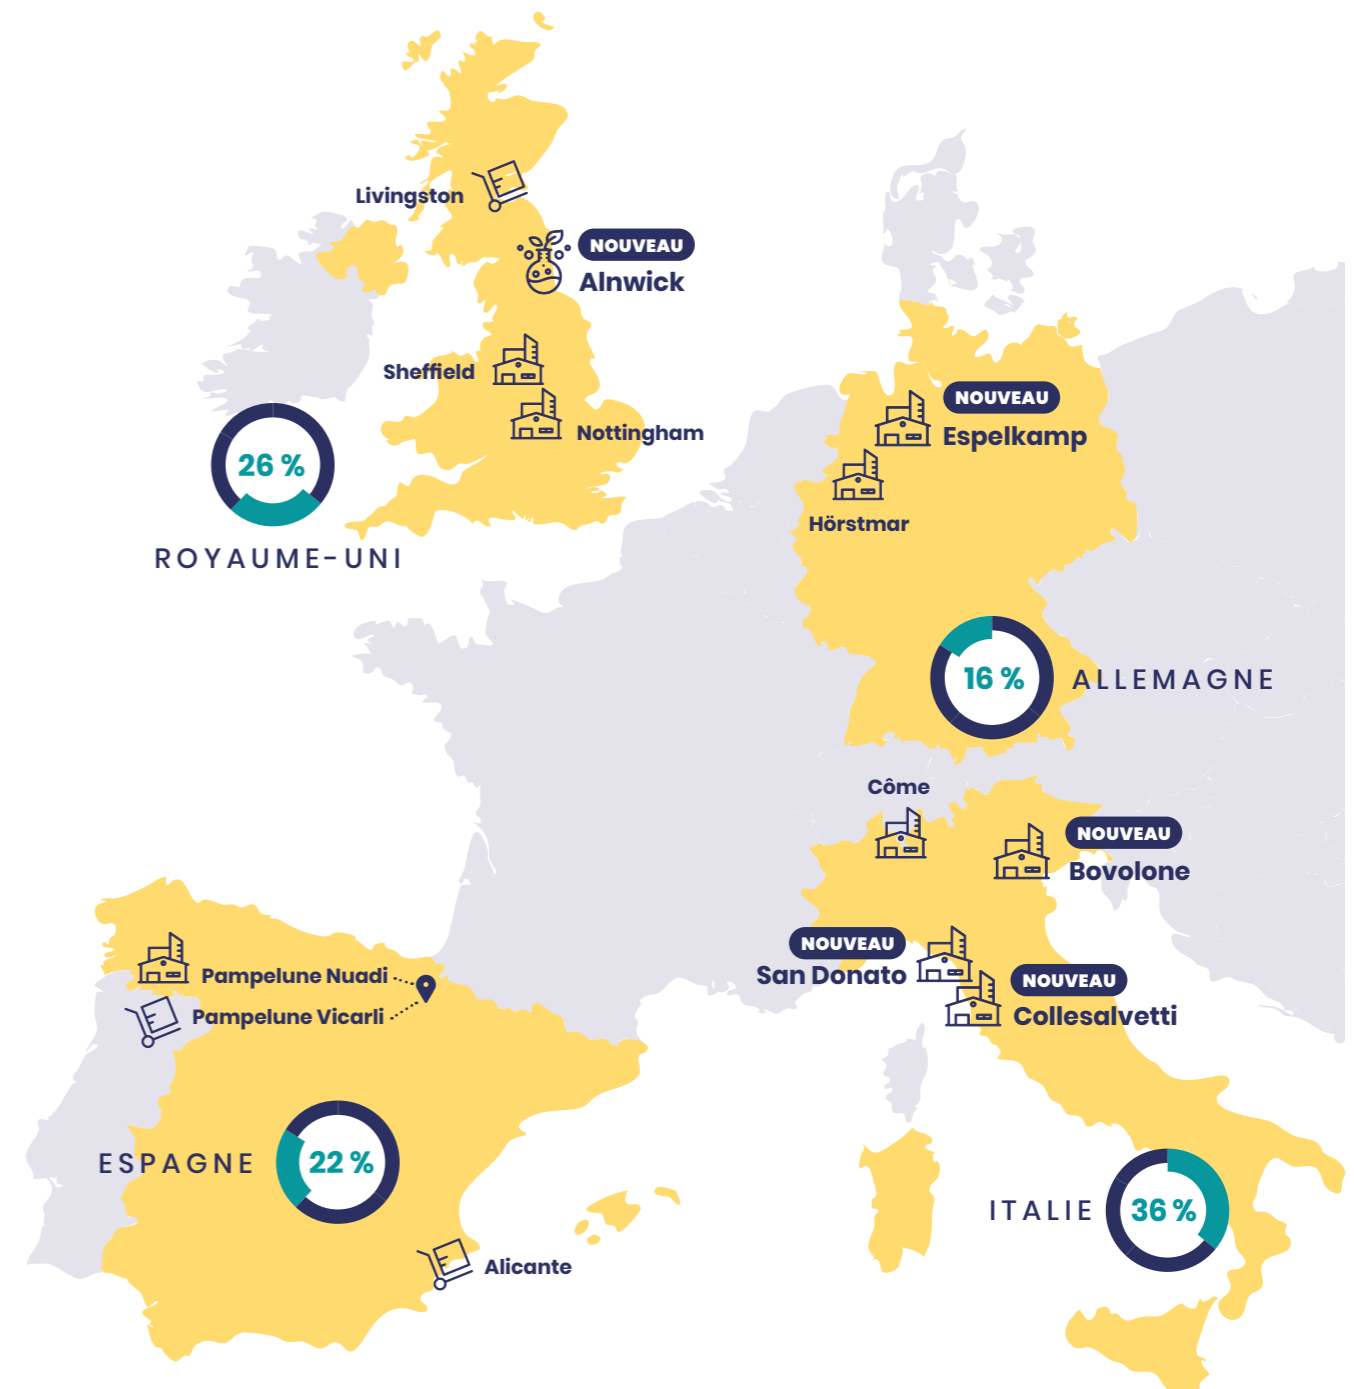 Livingston
NOUVEAU
Alnwick
Sheffield
Nottingham
26 %
ROYAUME-UNI
NOUVEAU
Espelkamp
Hörstmar
16 %
ALLEMAGNE
Côme
NOUVEAU
Bovolone
NOUVEAU
San Donato
NOUVEAU
Collesalvetti
Pampelune Nuadi
Pampelune Vicarli
ESPAGNE
22 %
Alicante
ITALIE
36 %